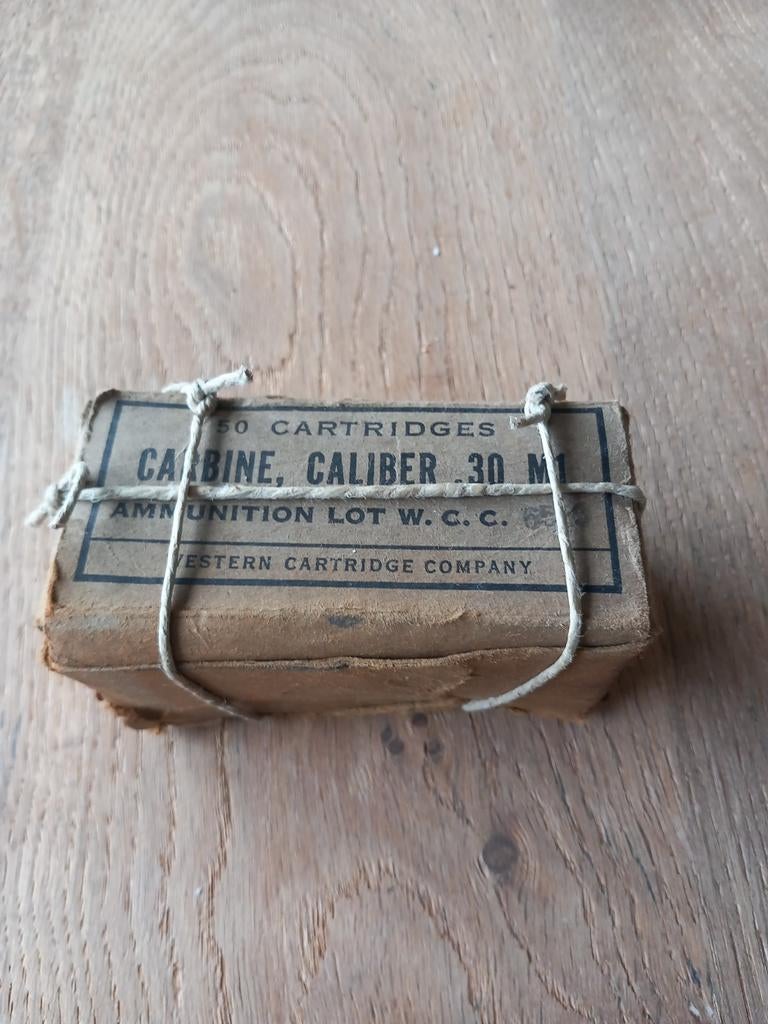 50 CARTRIDGES
CARBINE, CALIBER .30 M1
AMMUNITION LOT W. C. C.
WESTERN CARTRIDGE COMPANY